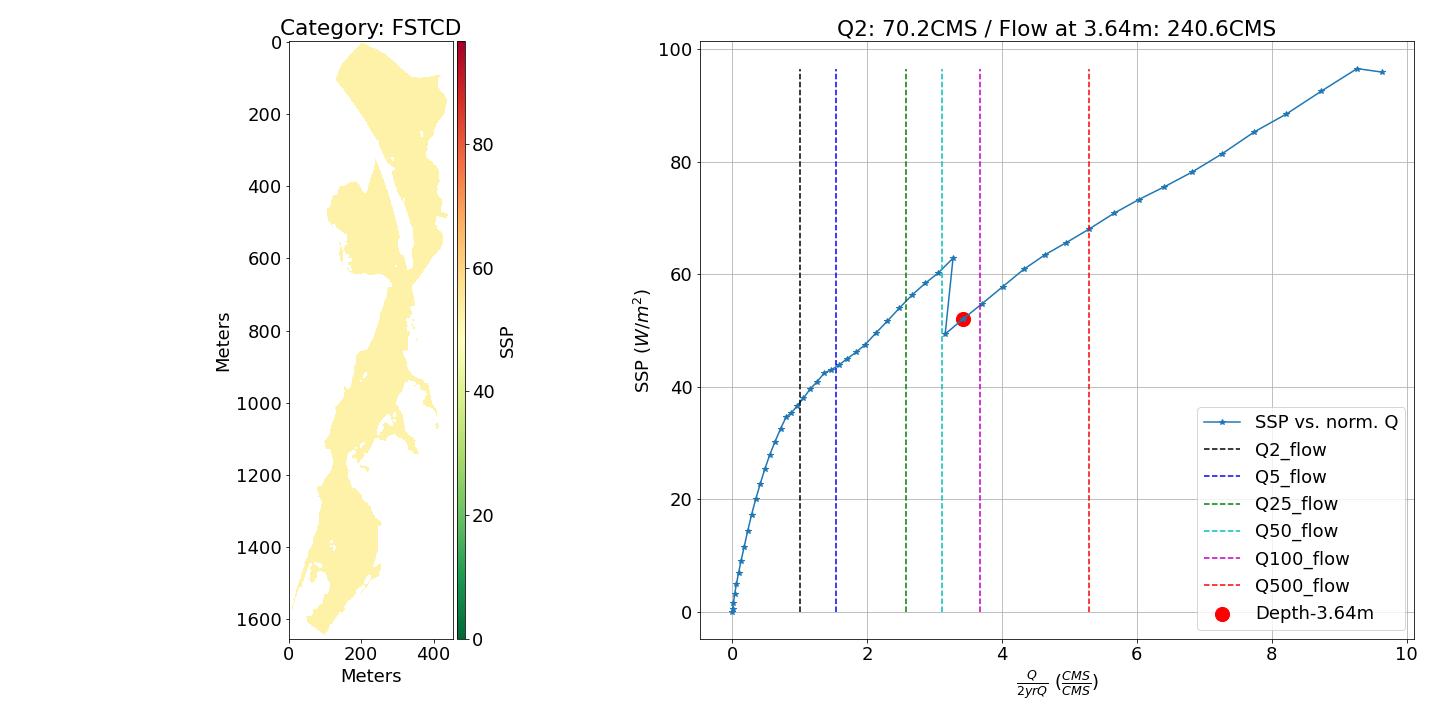 Category: FSTCD
0
200
400
600
800
1000
1200
1400
1600
Meters
0
200
400
Meters
80
60
40
20
0
SSP
Q2: 70.2CMS / Flow at 3.64m: 240.6CMS
100
80
60
40
20
0
SSP (W/m²)
0
2
4
6
8
10
Q/2yrQ (CMS/CMS)
SSP vs. norm. Q
Q2_flow
Q5_flow
Q25_flow
Q50_flow
Q100_flow
Q500_flow
Depth-3.64m